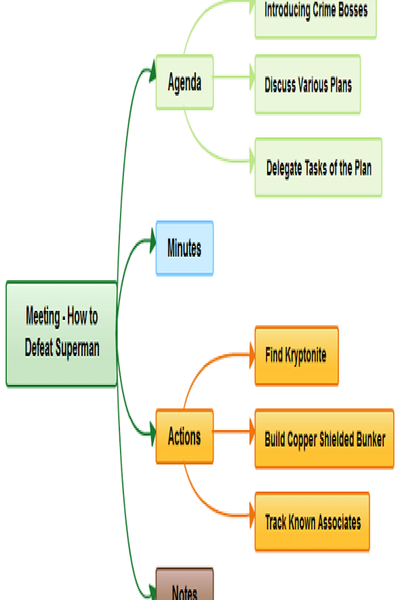 Introducing Crime Bosses
Agenda
Discuss Various Plans
Delegate Tasks of the Plan
Minutes
Meeting - How to
Defeat Superman
Find Kryptonite
Actions
Build Copper Shielded Bunker
Track Known Associates
Notes